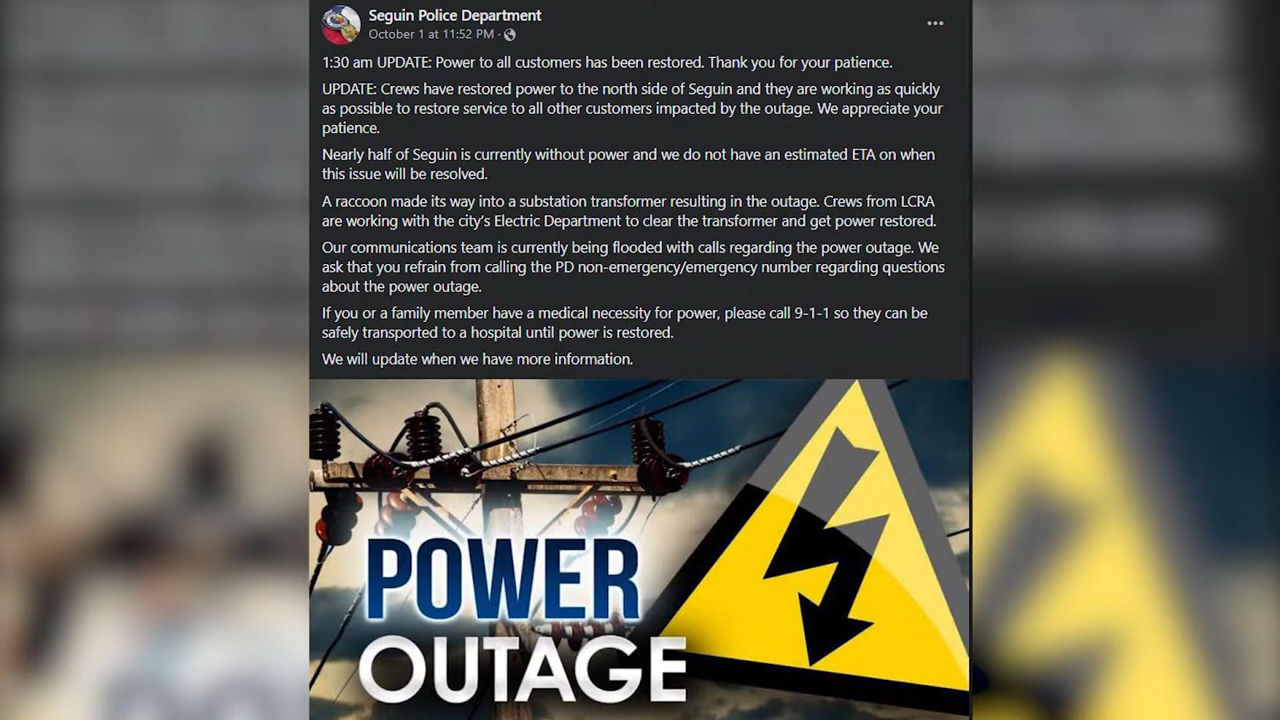 Seguin Police Department
October 1 at 11:52 PM ·
1:30 am UPDATE: Power to all customers has been restored. Thank you for your patience.
UPDATE: Crews have restored power to the north side of Seguin and they are working as quickly
as possible to restore service to all other customers impacted by the outage. We appreciate your
patience.
Nearly half of Seguin is currently without power and we do not have an estimated ETA on when
this issue will be resolved.
A raccoon made its way into a substation transformer resulting in the outage. Crews from LCRA
are working with the city's Electric Department to clear the transformer and get power restored.
Our communications team is currently being flooded with calls regarding the power outage. We
ask that you refrain from calling the PD non-emergency/emergency number regarding questions
about the power outage.
If you or a family member have a medical necessity for power, please call 9-1-1 so they can be
safely transported to a hospital until power is restored.
We will update when we have more information.
POWER
OUTAGE